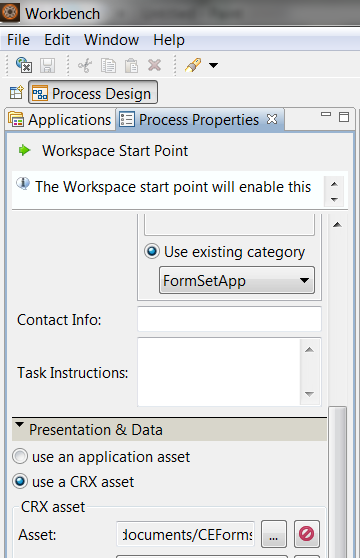 Workbench
File Edit Window Help
Process Design
Applications Process Properties
Workspace Start Point
The Workspace start point will enable this
Use existing category
FormSetApp
Contact Info:
Task Instructions:
Presentation & Data
use an application asset
use a CRX asset
CRX asset
Asset: documents/CEForms ...